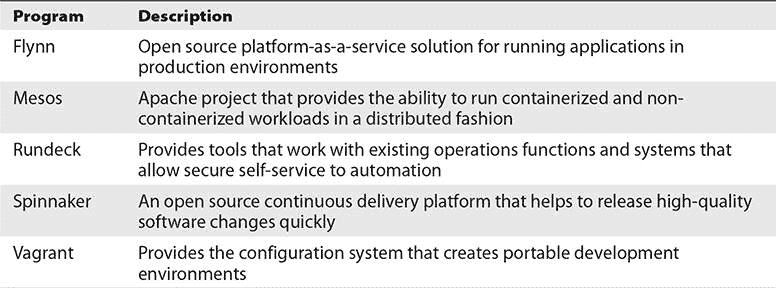 Program Description
Flynn Open source platform-as-a-service solution for running applications in
production environments
Mesos Apache project that provides the ability to run containerized and non-
containerized workloads in a distributed fashion
Rundeck Provides tools that work with existing operations functions and systems that
allow secure self-service to automation
Spinnaker An open source continuous delivery platform that helps to release high-quality
software changes quickly
Vagrant Provides the configuration system that creates portable development
environments